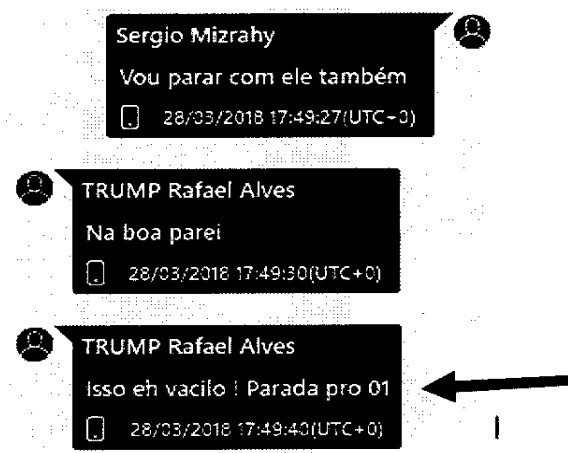 Sergio Mizrahy
Vou parar com ele também
28/03/2018 17:49:27(UTC+0)
TRUMP Rafael Alves
Na boa parei
28/03/2018 17:49:30(UTC+0)
TRUMP Rafael Alves
Isso eh vacilo ! Parada pro 01
28/03/2018 17:49:40(UTC+0)